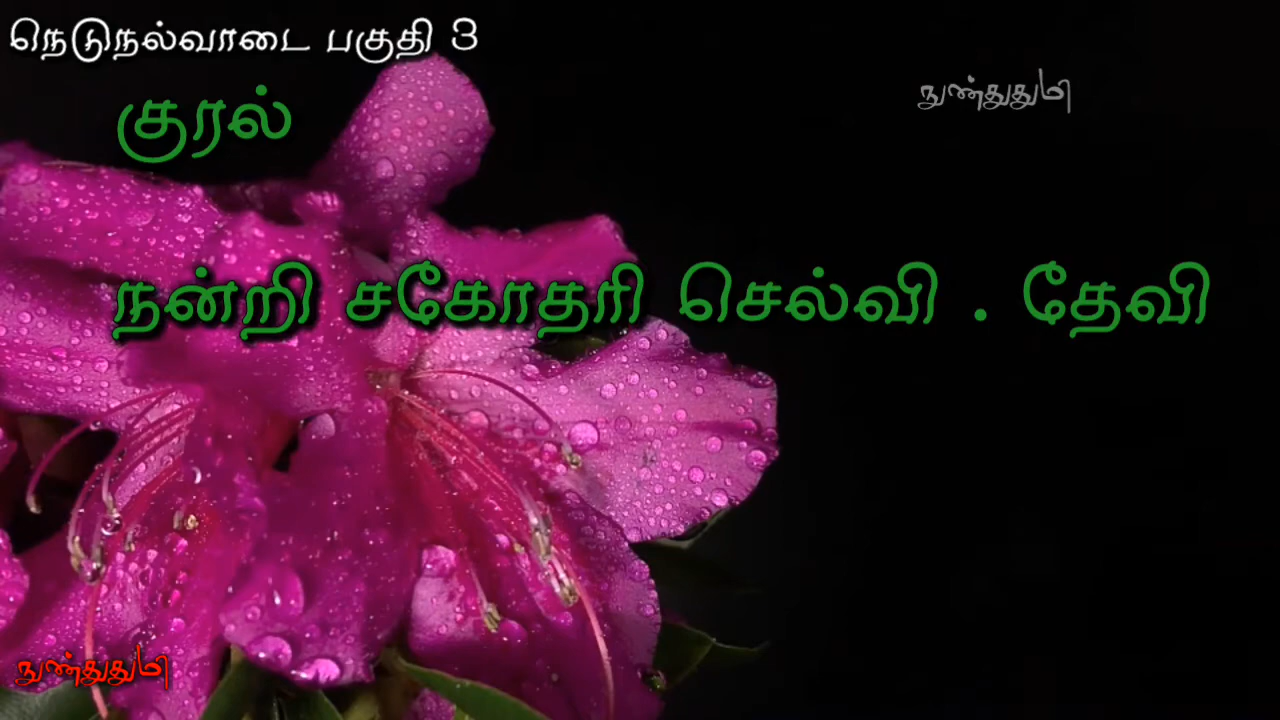 நெடுநல்வாடை பகுதி 3
நுண்துதுமி
குரல்
நன்றி சகோதரி செல்வி . தேவி
நுண்துதுமி